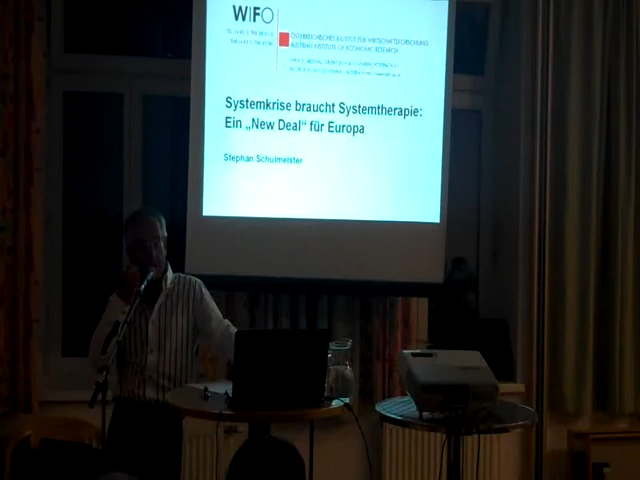 WIFO
ÖSTERREICHISCHES INSTITUT FÜR WIRTSCHAFTSFORSCHUNG
AUSTRIAN INSTITUTE OF ECONOMIC RESEARCH
Systemkrise braucht Systemtherapie:
Ein „New Deal“ für Europa
Stephan Schulmeister